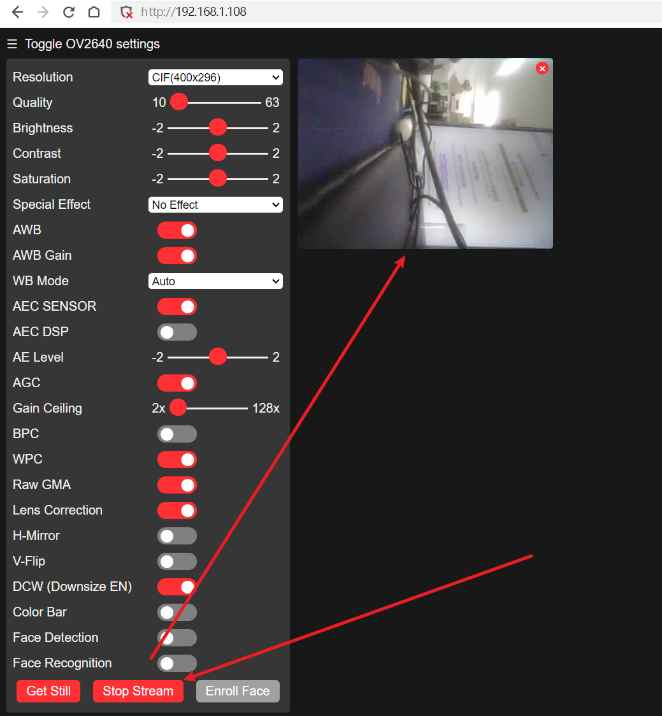 http://192.168.1.108
☰ Toggle OV2640 settings
Resolution CIF(400x296)
Quality 10 63
Brightness -2 2
Contrast -2 2
Saturation -2 2
Special Effect No Effect
AWB
AWB Gain
WB Mode Auto
AEC SENSOR
AEC DSP
AE Level -2 2
AGC
Gain Ceiling 2x 128x
BPC
WPC
Raw GMA
Lens Correction
H-Mirror
V-Flip
DCW (Downsize EN)
Color Bar
Face Detection
Face Recognition
Get Still Stop Stream Enroll Face